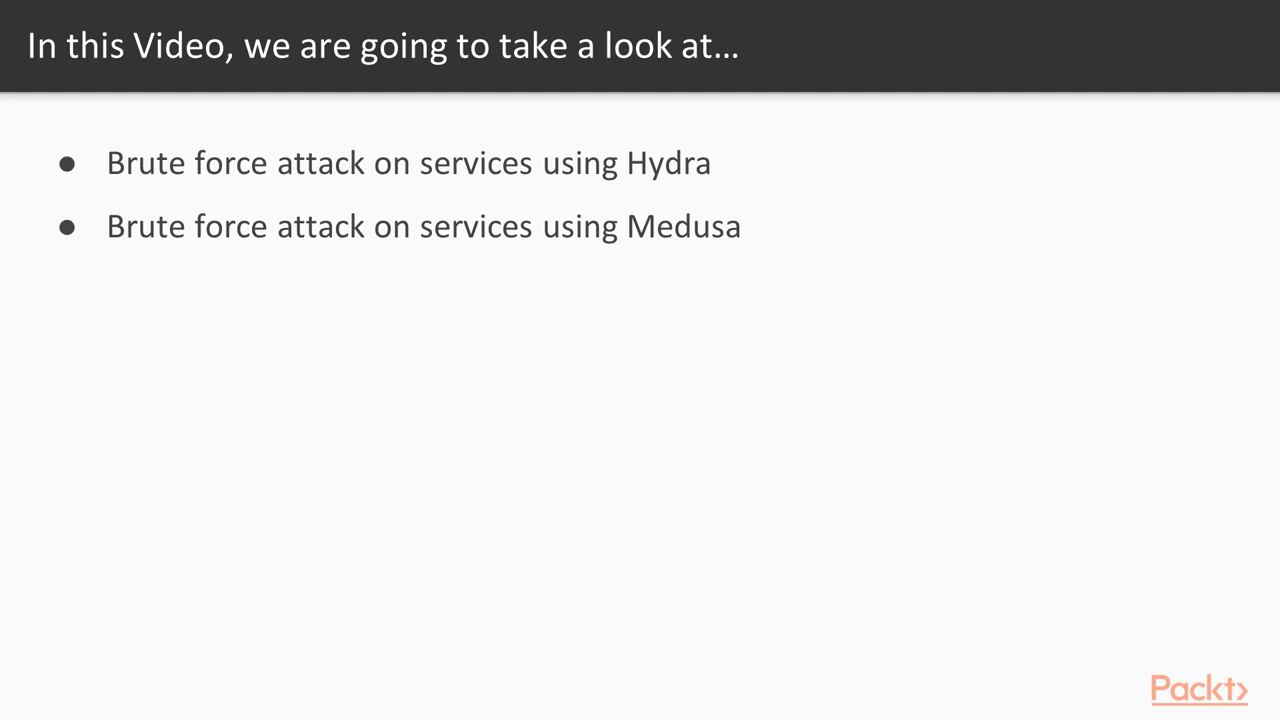 In this Video, we are going to take a look at...
● Brute force attack on services using Hydra
● Brute force attack on services using Medusa
Packt>